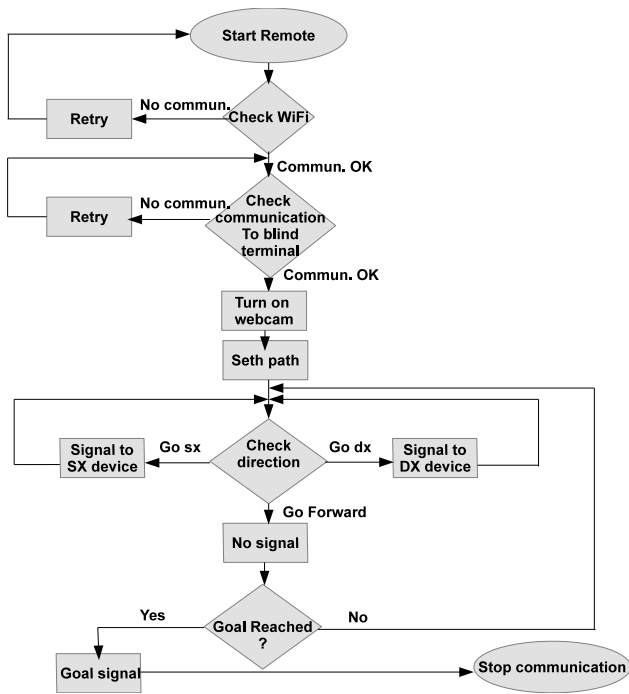 Start Remote
No commun.
Retry
Check WiFi
Commun. OK
No commun.
Retry
Check
communication
To blind
terminal
Commun. OK
Turn on
webcam
Seth path
Signal to
SX device
Go sx
Check
direction
Go dx
Signal to
DX device
Go Forward
No signal
Yes
Goal Reached
?
No
Goal signal
Stop communication